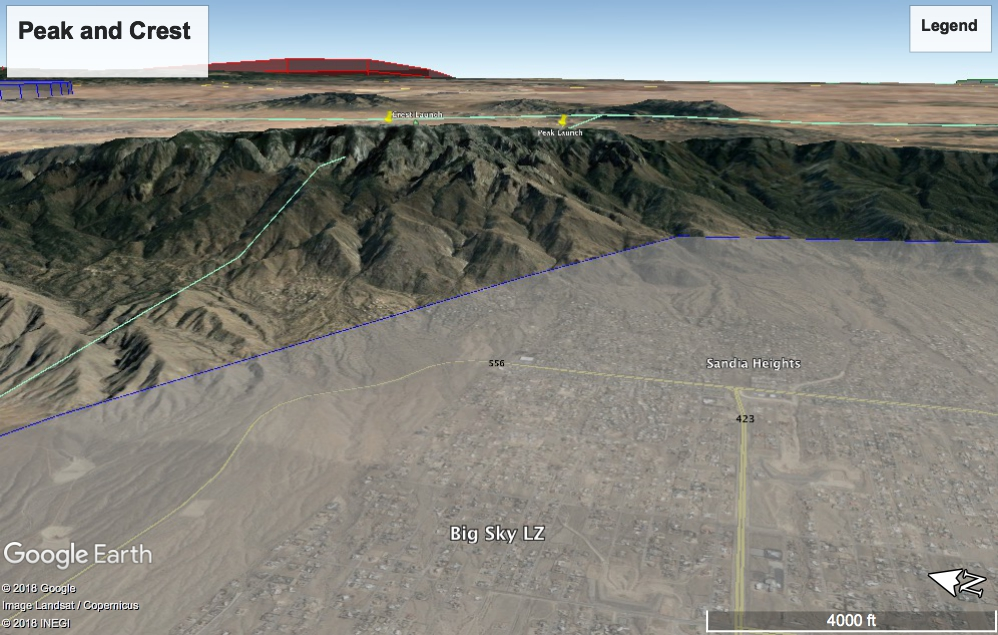 Peak and Crest
Legend
Crest Launch
Peak Launch
556
Sandia Heights
423
Big Sky LZ
Google Earth
© 2018 Google
Image Landsat / Copernicus
© 2018 INEGI
N
4000 ft